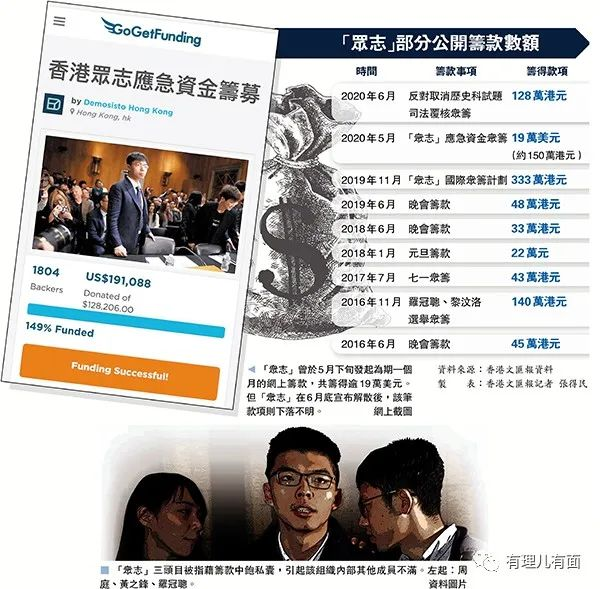 GoGetFunding
香港眾志應急資金籌募
by Demosisto Hong Kong
Hong Kong, hk
1804
US$191,088
Backers
Donated of
$128,206.00
149% Funded
Funding Successful!
「眾志」部分公開籌款數額
時間 籌款事項 籌得款項
2020年6月 反對取消歷史科試題 128萬港元
司法覆核眾籌
2020年5月 「眾志」應急資金眾籌 19萬美元
(約150萬港元)
2019年11月 「眾志」國際眾籌計劃 333萬港元
2019年6月 晚會籌款 48萬港元
2018年6月 晚會籌款 33萬港元
2018年1月 元旦籌款 22萬元
2017年7月 七一眾籌 43萬港元
2016年11月 羅冠聰、黎汶洛 140萬港元
選舉眾籌
2016年6月 晚會籌款 45萬港元
「眾志」曾於5月下旬發起為期一個
月的網上籌款，共籌得逾19萬美元。
但「眾志」在6月底宣布解散後，該筆
款項則下落不明。 網上截圖
資料來源：香港文匯報資料
製 表：香港文匯報記者 張得民
「眾志」三頭目被指藉籌款中飽私囊，引起該組織內部其他成員不滿。左起：周
庭、黃之鋒、羅冠聰。 資料圖片
有理儿有面